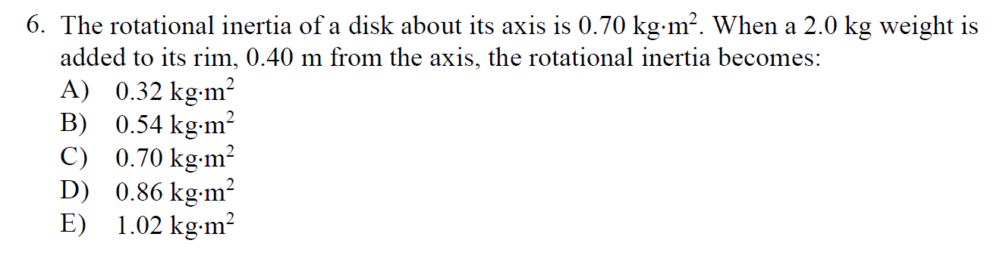 6. The rotational inertia of a disk about its axis is 0.70 kg·m². When a 2.0 kg weight is
added to its rim, 0.40 m from the axis, the rotational inertia becomes:
A) 0.32 kg·m²
B) 0.54 kg·m²
C) 0.70 kg·m²
D) 0.86 kg·m²
E) 1.02 kg·m²